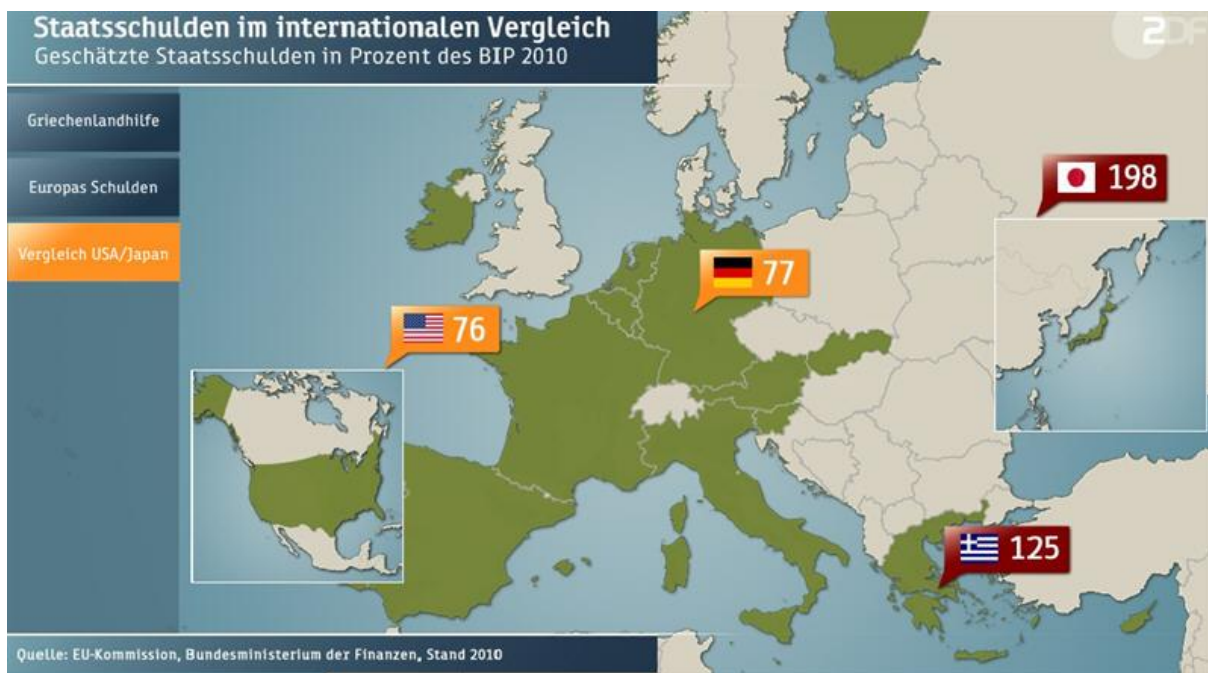 Staatsschulden im internationalen Vergleich
Geschätzte Staatsschulden in Prozent des BIP 2010
ZDF
Griechenlandhilfe
Europas Schulden
Vergleich USA/Japan
198
77
76
125
Quelle: EU-Kommission, Bundesministerium der Finanzen, Stand 2010